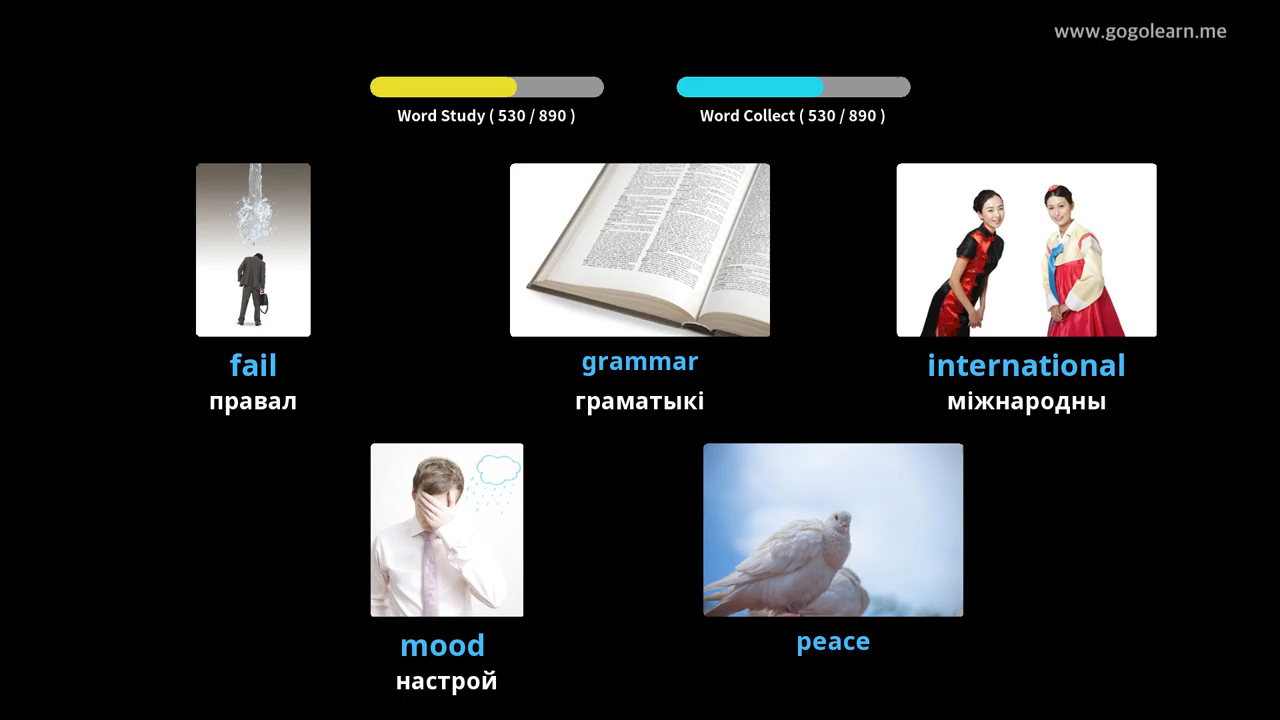 www.gogolearn.me
Word Study ( 530 / 890 )
Word Collect ( 530 / 890 )
fail
правал
grammar
граматыкі
international
міжнародны
mood
настрой
peace